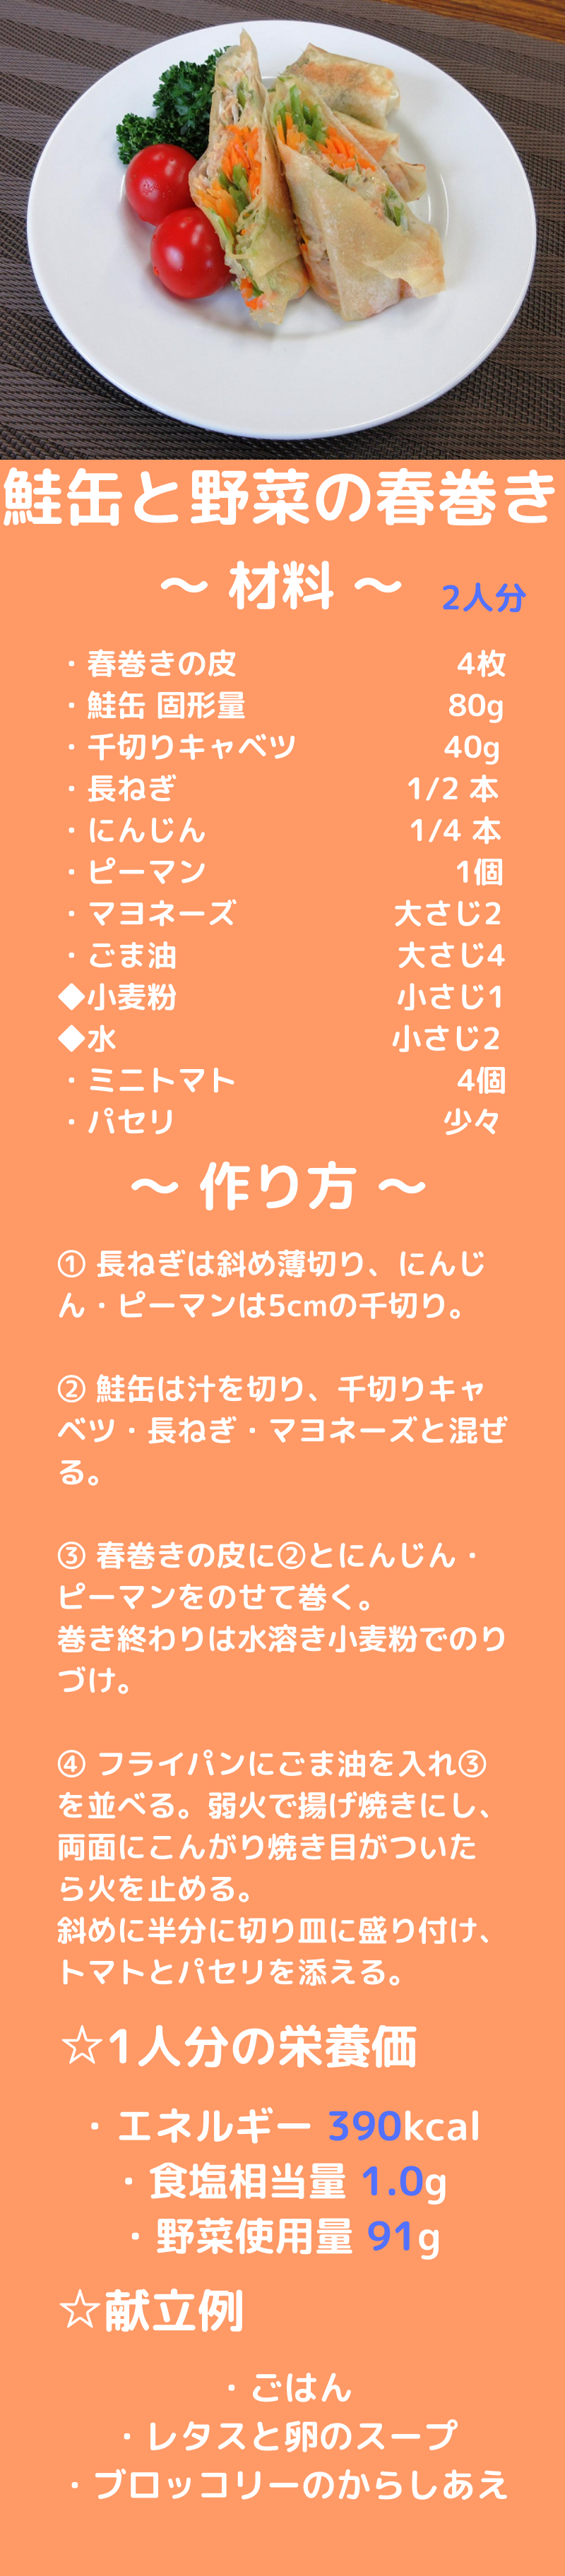 鮭缶と野菜の春巻き
～ 材料 ～ 2人分
・春巻きの皮 4枚
・鮭缶 固形量 80g
・千切りキャベツ 40g
・長ねぎ 1/2 本
・にんじん 1/4 本
・ピーマン 1個
・マヨネーズ 大さじ2
・ごま油 大さじ4
◆小麦粉 小さじ1
◆水 小さじ2
・ミニトマト 4個
・パセリ 少々
～ 作り方 ～
① 長ねぎは斜め薄切り、にんじ
ん・ピーマンは5cmの千切り。
② 鮭缶は汁を切り、千切りキャ
ベツ・長ねぎ・マヨネーズと混ぜ
る。
③ 春巻きの皮に②とにんじん・
ピーマンをのせて巻く。
巻き終わりは水溶き小麦粉でのり
づけ。
④ フライパンにごま油を入れ③
を並べる。弱火で揚げ焼きにし、
両面にこんがり焼き目がついた
ら火を止める。
斜めに半分に切り皿に盛り付け、
トマトとパセリを添える。
☆1人分の栄養価
・エネルギー 390kcal
・食塩相当量 1.0g
・野菜使用量 91g
☆献立例
・ごはん
・レタスと卵のスープ
・ブロッコリーのからしあえ